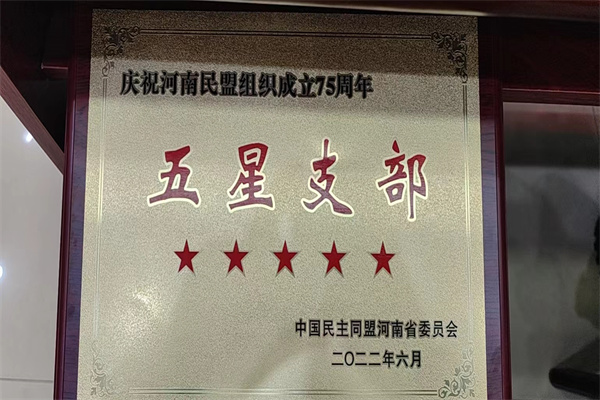 庆祝河南民盟组织成立75周年
五星支部
★★★★★
中国民主同盟河南省委员会
二〇二二年六月